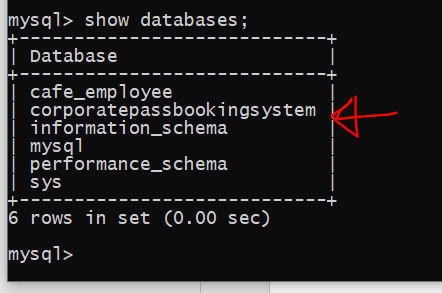 mysql> show databases;
+----------------------------+
| Database                   |
+----------------------------+
| cafe_employee              |
| corporatepassbookingsystem |
| information_schema         |
| mysql                      |
| performance_schema         |
| sys                        |
+----------------------------+
6 rows in set (0.00 sec)
mysql>